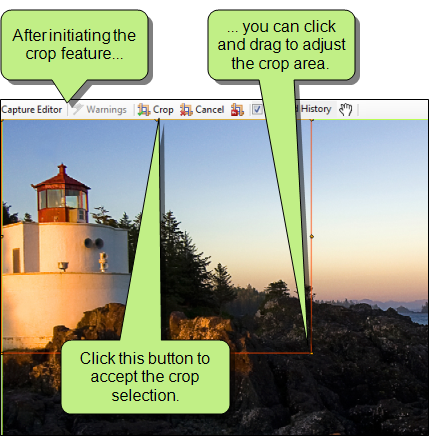 After initiating the
crop feature...
... you can click
and drag to adjust
the crop area.
Capture Editor Warnings Crop Cancel History
Click this button to
accept the crop
selection.